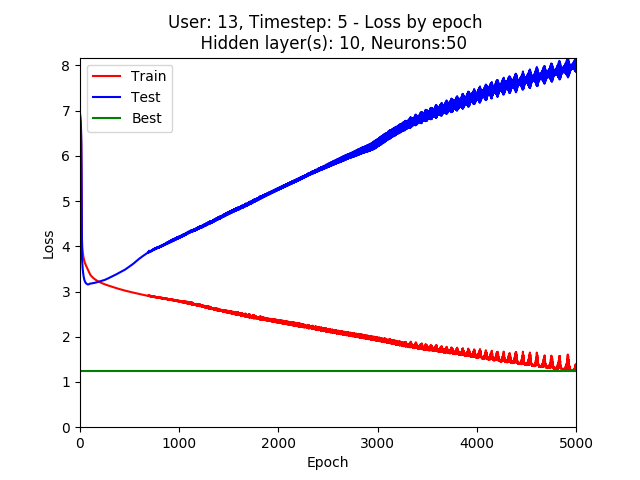 User: 13, Timestep: 5 - Loss by epoch
Hidden layer(s): 10, Neurons:50
Train
Test
Best
8
7
6
5
4
3
2
1
0
Loss
0 1000 2000 3000 4000 5000
Epoch